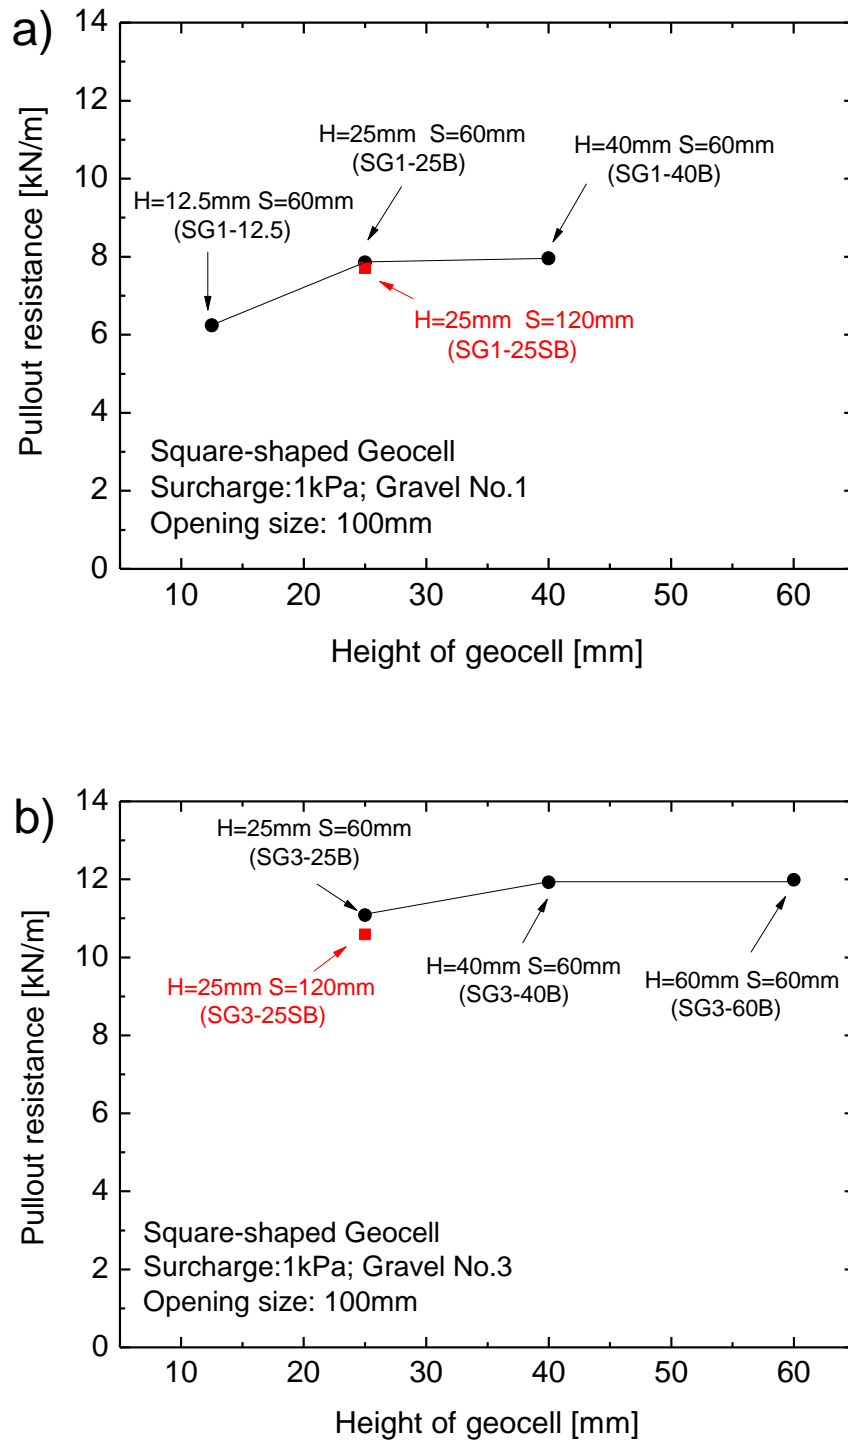 a)
14
12
10
8
6
4
2
0
Pullout resistance [kN/m]
H=25mm S=60mm
(SG1-25B)
H=40mm S=60mm
(SG1-40B)
H=12.5mm S=60mm
(SG1-12.5)
H=25mm S=120mm
(SG1-25SB)
Square-shaped Geocell
Surcharge:1kPa; Gravel No.1
Opening size: 100mm
10 20 30 40 50 60
Height of geocell [mm]
b)
14
12
10
8
6
4
2
0
Pullout resistance [kN/m]
H=25mm S=60mm
(SG3-25B)
H=40mm S=60mm
(SG3-40B)
H=60mm S=60mm
(SG3-60B)
H=25mm S=120mm
(SG3-25SB)
Square-shaped Geocell
Surcharge:1kPa; Gravel No.3
Opening size: 100mm
10 20 30 40 50 60
Height of geocell [mm]